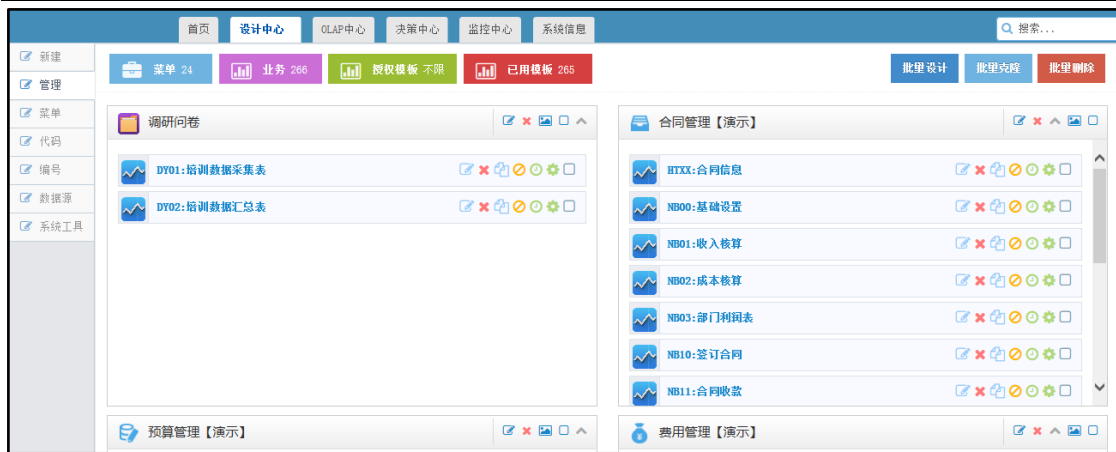 首页 设计中心 OLAP中心 决策中心 监控中心 系统信息 搜索...
新建
管理
菜单
代码
编号
数据源
系统工具
菜单 24 业务 266 授权模板 不限 已用模板 265 批里设计 批里克隆 批里删除
调研问卷
DY01:培训数据采集表
DY02:培训数据汇总表
合同管理【演示】
HTXX:合同信息
NB00:基础设置
NB01:收入核算
NB02:成本核算
NB03:部门利润表
NB10:签订合同
NB11:合同收款
预算管理【演示】
费用管理【演示】